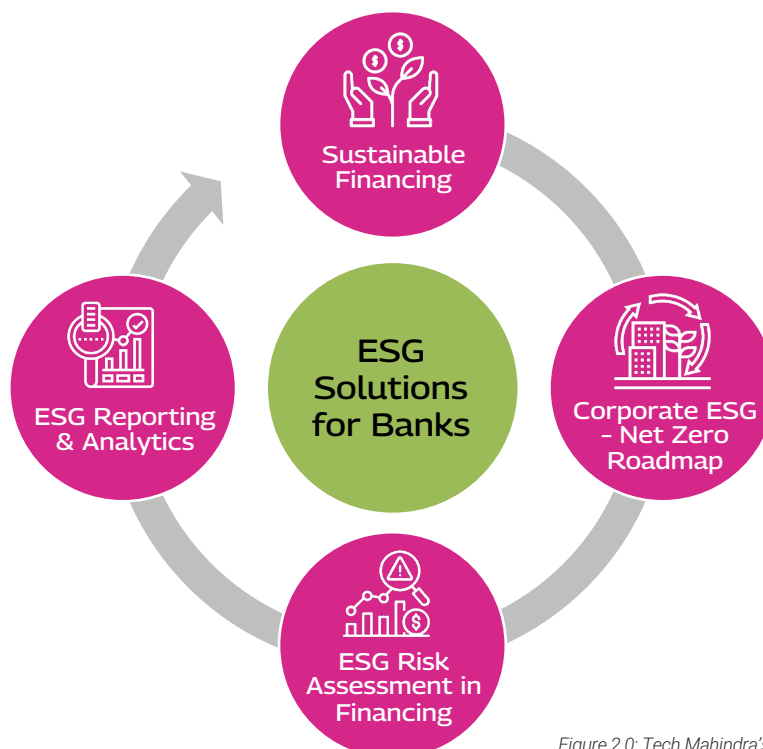 Sustainable
Financing
ESG
Solutions
for Banks
ESG Reporting
& Analytics
Corporate ESG
– Net Zero
Roadmap
ESG Risk
Assessment in
Financing
Figure 2.0: Tech Mahindra's